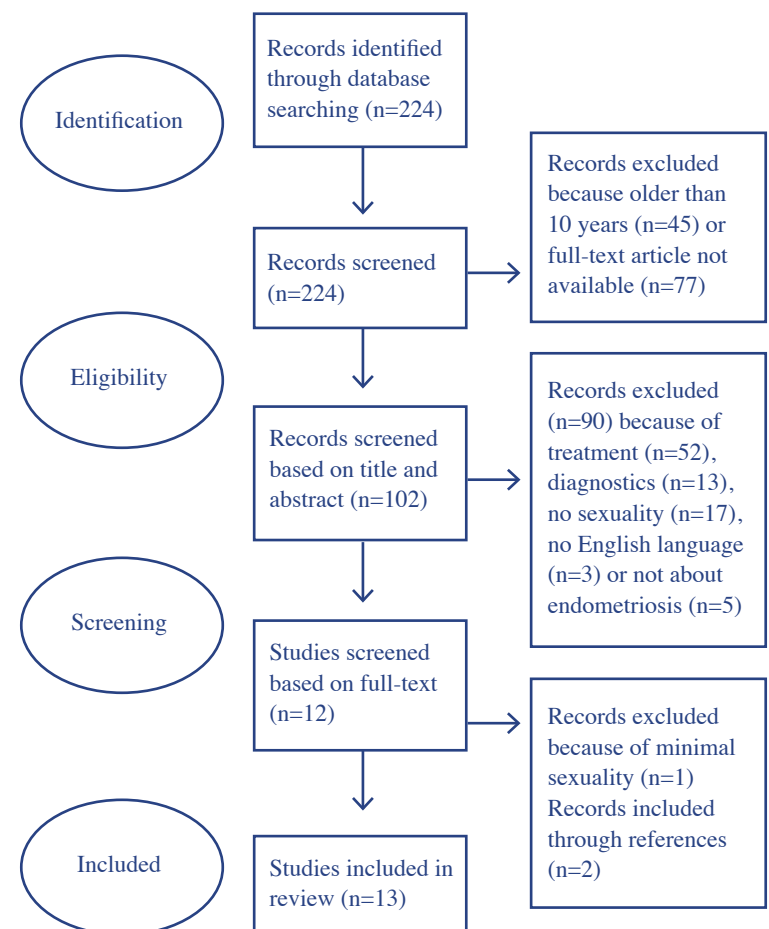 Identification
Records identified
through database
searching (n=224)
Records screened
(n=224)
Records excluded
because older than
10 years (n=45) or
full-text article not
available (n=77)
Eligibility
Records screened
based on title and
abstract (n=102)
Records excluded
(n=90) because of
treatment (n=52),
diagnostics (n=13),
no sexuality (n=17),
no English language
(n=3) or not about
endometriosis (n=5)
Screening
Studies screened
based on full-text
(n=12)
Records excluded
because of minimal
sexuality (n=1)
Records included
through references
(n=2)
Included
Studies included in
review (n=13)